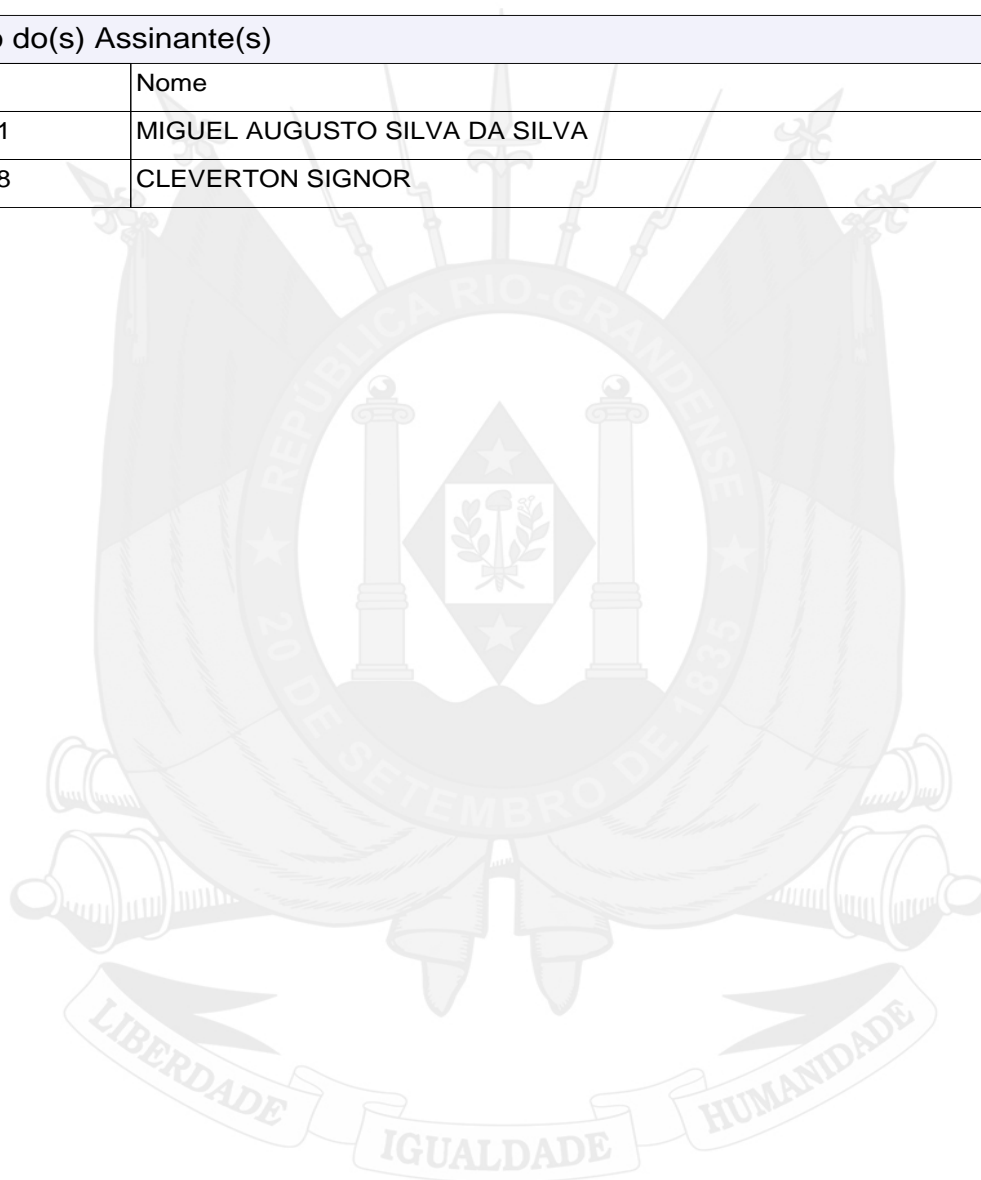 o do(s) Assinante(s)
Nome
1 MIGUEL AUGUSTO SILVA DA SILVA
8 CLEVERTON SIGNOR
REPÚBLICA RIO-GRANDENSE
★ 20 DE SETEMBRO DE 1835 ★
LIBERDADE IGUALDADE HUMANIDADE